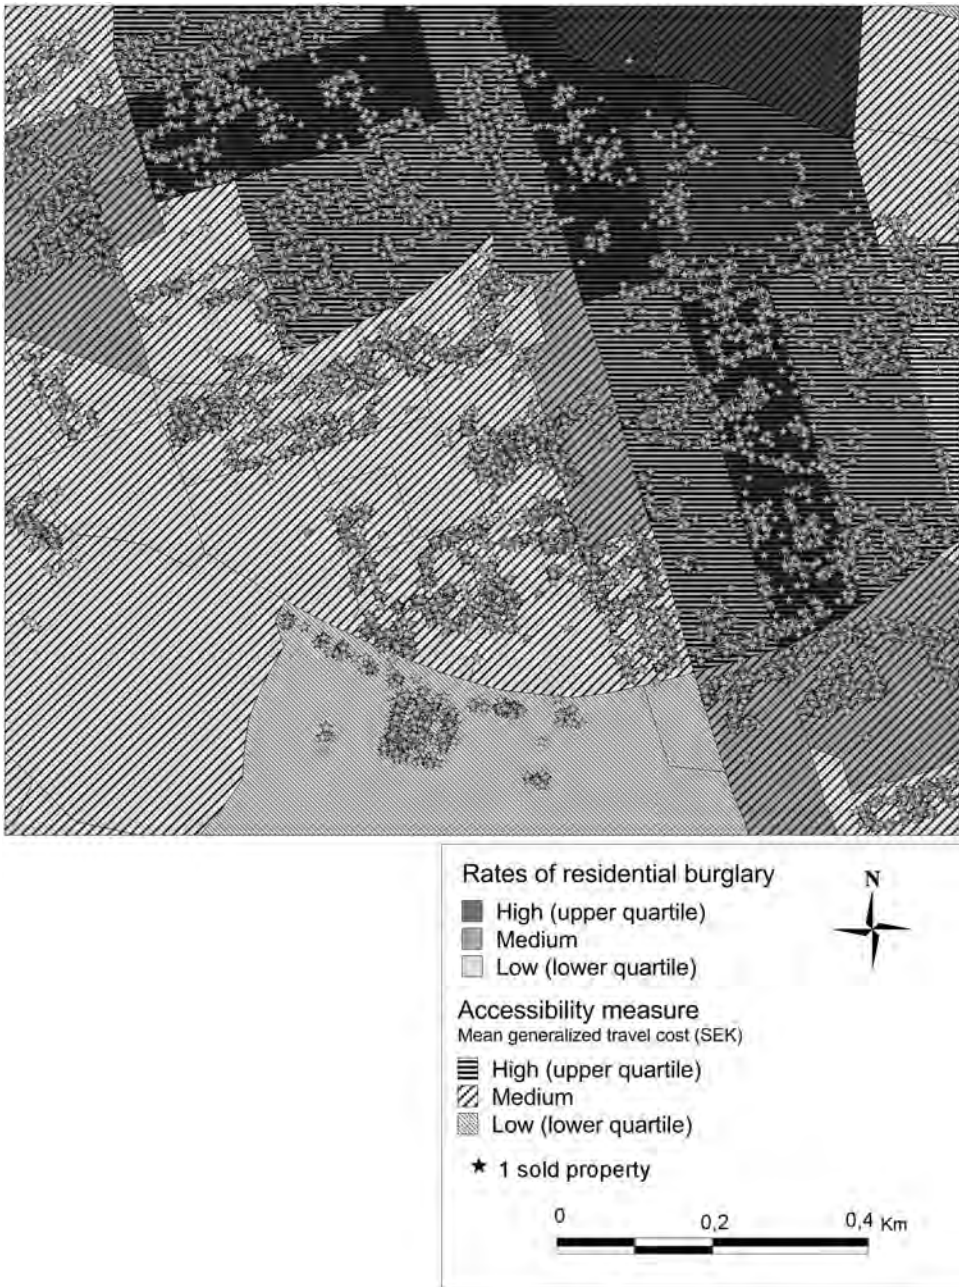 Rates of residential burglary
N
High (upper quartile)
Medium
Low (lower quartile)
Accessibility measure
Mean generalized travel cost (SEK)
High (upper quartile)
Medium
Low (lower quartile)
1 sold property
0 0,2 0,4 Km